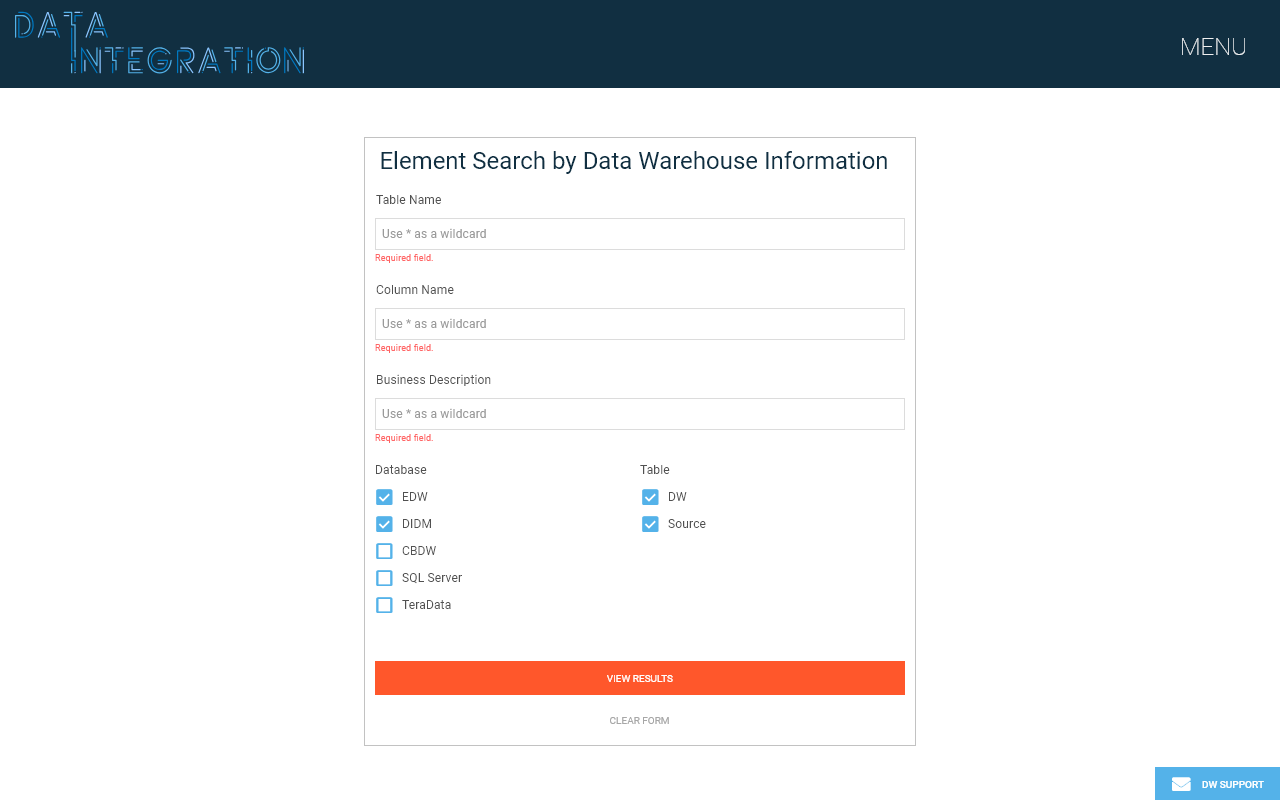 DATA
INTEGRATION
MENU
Element Search by Data Warehouse Information
Table Name
Use * as a wildcard
Required field.
Column Name
Use * as a wildcard
Required field.
Business Description
Use * as a wildcard
Required field.
Database
EDW
DIDM
CBDW
SQL Server
TeraData
Table
DW
Source
VIEW RESULTS
CLEAR FORM
DW SUPPORT